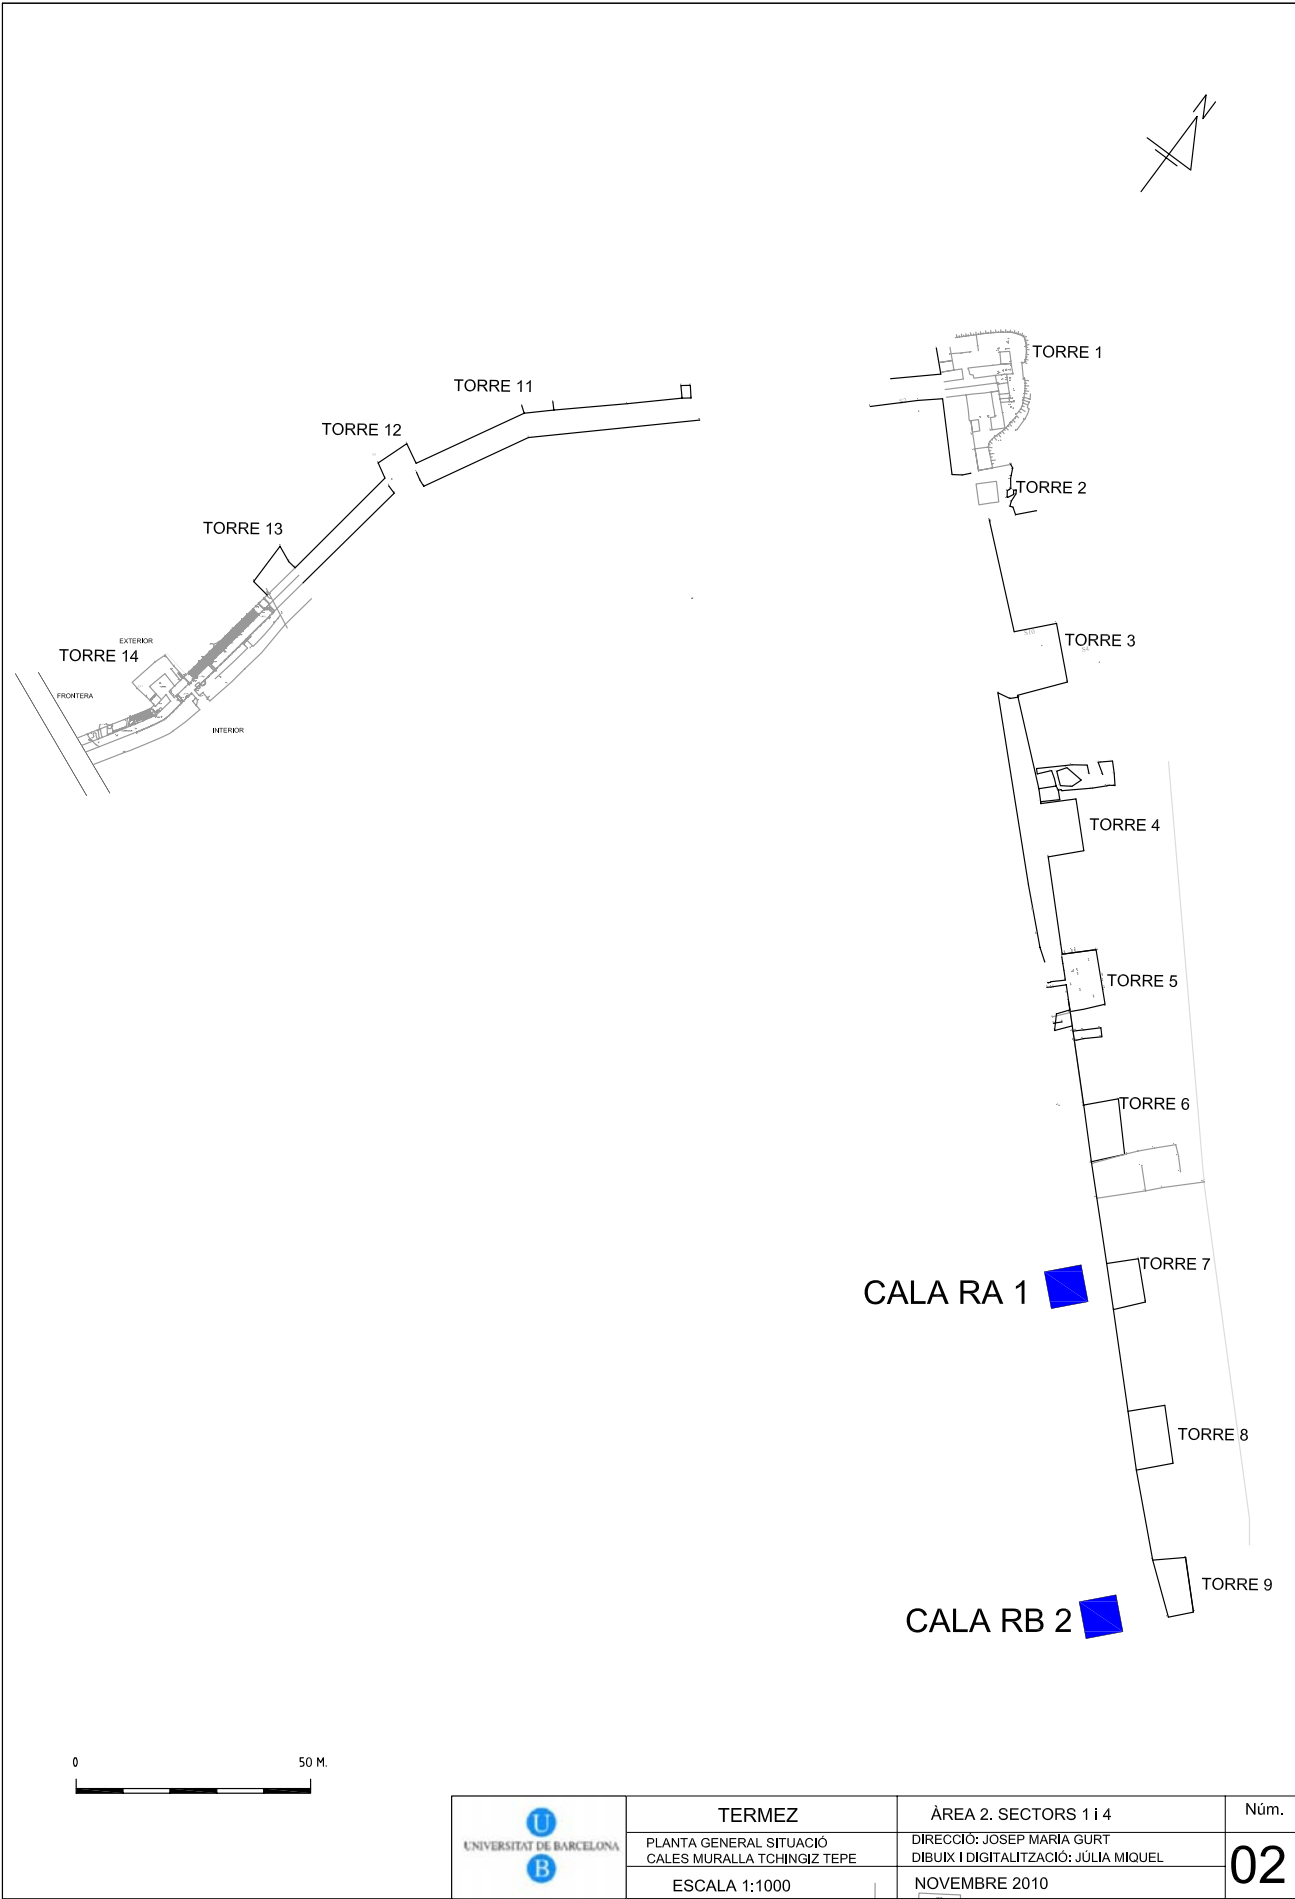 N
TORRE 1
TORRE 11
TORRE 12
TORRE 2
TORRE 13
TORRE 3
EXTERIOR
TORRE 14
FRONTERA
INTERIOR
TORRE 4
TORRE 5
TORRE 6
TORRE 7
CALA RA 1
TORRE 8
TORRE 9
CALA RB 2
0 50 M.
U
UNIVERSITAT DE BARCELONA
B
TERMEZ
PLANTA GENERAL SITUACIÓ
CALES MURALLA TCHINGIZ TEPE
ESCALA 1:1000
ÀREA 2. SECTORS 1 i 4
DIRECCIÓ: JOSEP MARIA GURT
DIBUIX I DIGITALITZACIÓ: JÚLIA MIQUEL
NOVEMBRE 2010
Núm.
02